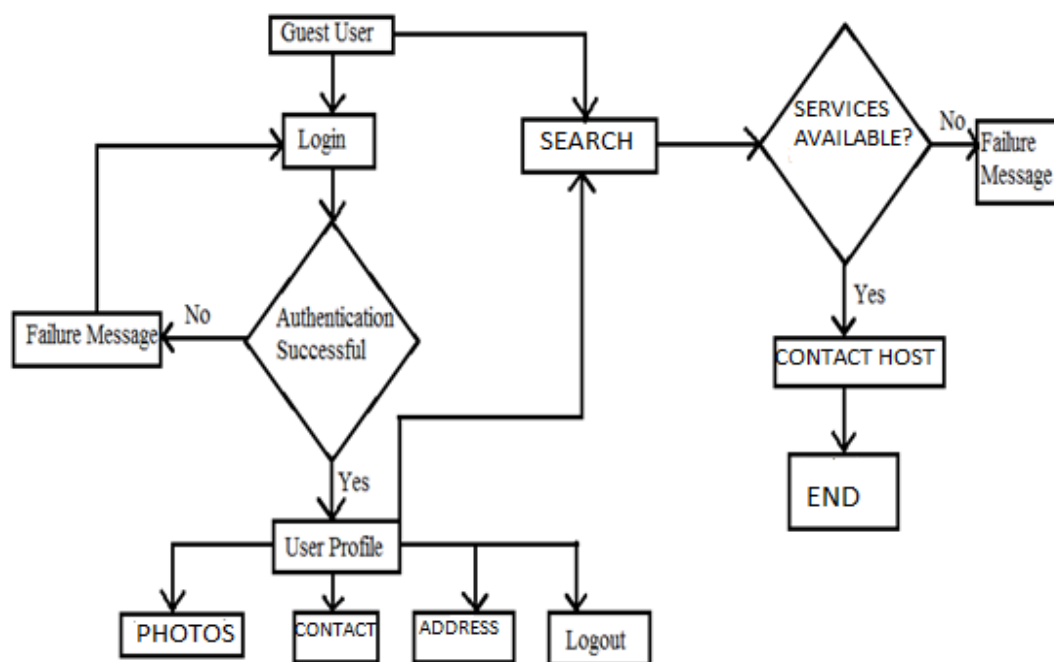 Guest User
Login
SEARCH
SERVICES
AVAILABLE?
No
Failure
Message
Authentication
Successful
No
Failure Message
Yes
CONTACT HOST
END
Yes
User Profile
PHOTOS
CONTACT
ADDRESS
Logout